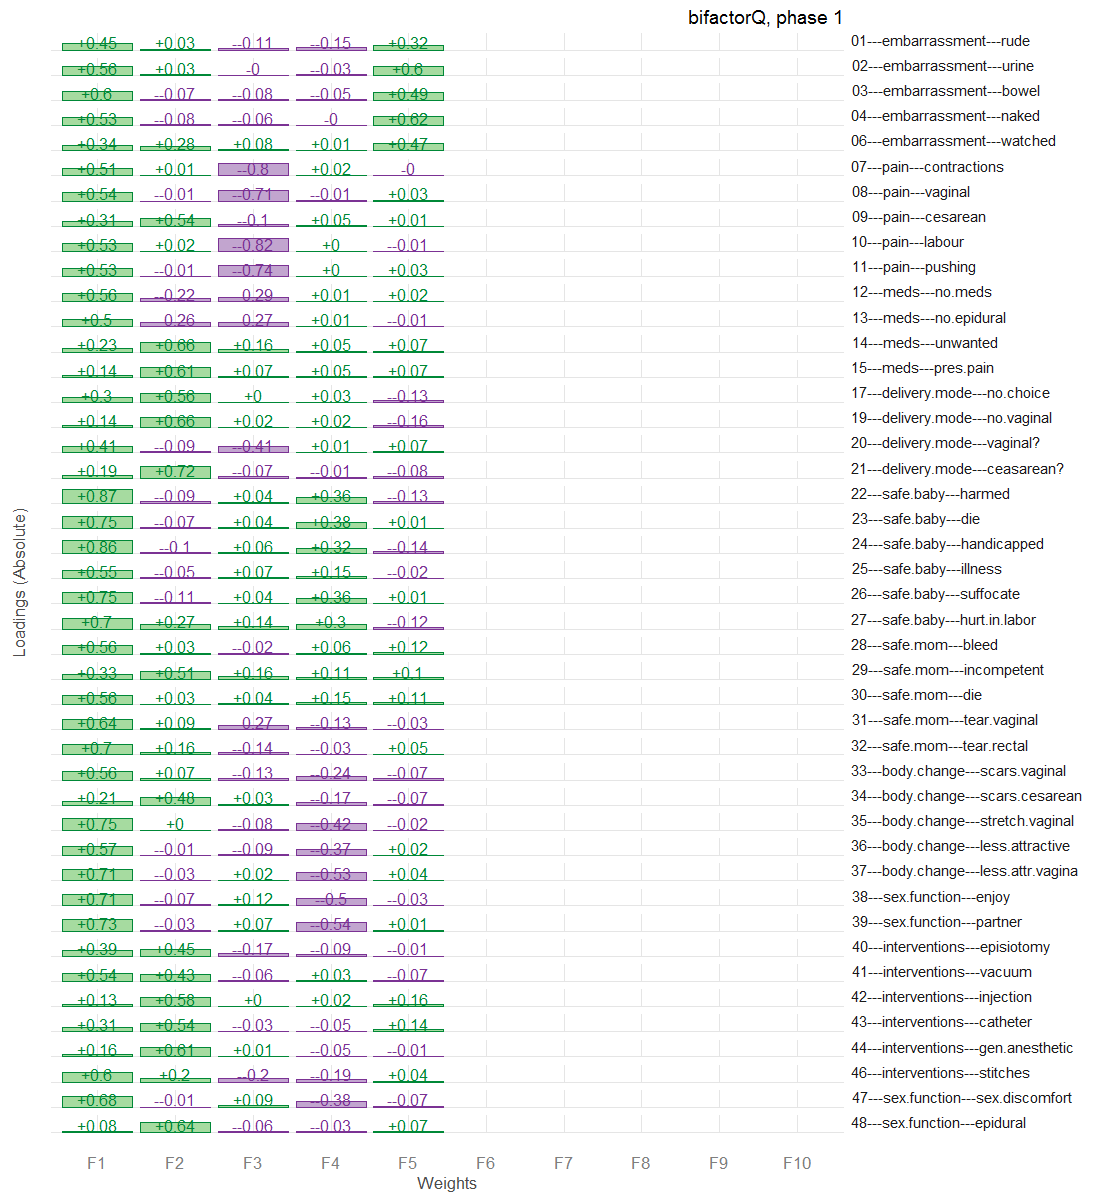 bifactorQ, phase 1
+0.45 +0.03 --0.11 --0.15 +0.32 01---embarrassment---rude
+0.56 +0.03 -0 --0.03 +0.6 02---embarrassment---urine
+0.6 --0.07 --0.08 --0.05 +0.49 03---embarrassment---bowel
+0.53 --0.08 --0.06 -0 +0.62 04---embarrassment---naked
+0.34 +0.28 +0.08 +0.01 +0.47 06---embarrassment---watched
+0.51 +0.01 --0.8 +0.02 -0 07---pain---contractions
+0.54 --0.01 --0.71 --0.01 +0.03 08---pain---vaginal
+0.31 +0.54 --0.1 +0.05 +0.01 09---pain---cesarean
+0.53 +0.02 --0.82 +0 --0.01 10---pain---labour
+0.53 --0.01 --0.74 +0 +0.03 11---pain---pushing
+0.56 --0.22 --0.29 +0.01 +0.02 12---meds---no.meds
+0.5 --0.26 --0.27 +0.01 --0.01 13---meds---no.epidural
+0.23 +0.66 +0.16 +0.05 +0.07 14---meds---unwanted
+0.14 +0.61 +0.07 +0.05 +0.07 15---meds---pres.pain
+0.3 +0.56 +0 +0.03 --0.13 17---delivery.mode---no.choice
+0.14 +0.66 +0.02 +0.02 --0.16 19---delivery.mode---no.vaginal
+0.41 --0.09 --0.41 +0.01 +0.07 20---delivery.mode---vaginal?
+0.19 +0.72 --0.07 --0.01 --0.08 21---delivery.mode---ceasarean?
+0.87 --0.09 +0.04 +0.36 --0.13 22---safe.baby---harmed
+0.75 --0.07 +0.04 +0.38 +0.01 23---safe.baby---die
+0.86 --0.1 +0.06 +0.32 --0.14 24---safe.baby---handicapped
+0.55 --0.05 +0.07 +0.15 --0.02 25---safe.baby---illness
+0.75 --0.11 +0.04 +0.36 +0.01 26---safe.baby---suffocate
+0.7 +0.27 +0.14 +0.3 --0.12 27---safe.baby---hurt.in.labor
+0.56 +0.03 --0.02 +0.06 +0.12 28---safe.mom---bleed
+0.33 +0.51 +0.16 +0.11 +0.1 29---safe.mom---incompetent
+0.56 +0.03 +0.04 +0.15 +0.11 30---safe.mom---die
+0.64 +0.09 --0.27 --0.13 --0.03 31---safe.mom---tear.vaginal
+0.7 +0.16 --0.14 --0.03 +0.05 32---safe.mom---tear.rectal
+0.56 +0.07 --0.13 --0.24 --0.07 33---body.change---scars.vaginal
+0.21 +0.48 +0.03 --0.17 --0.07 34---body.change---scars.cesarean
+0.75 +0 --0.08 --0.42 --0.02 35---body.change---stretch.vaginal
+0.57 --0.01 --0.09 --0.37 +0.02 36---body.change---less.attractive
+0.71 --0.03 +0.02 --0.53 +0.04 37---body.change---less.attr.vagina
+0.71 --0.07 +0.12 --0.5 --0.03 38---sex.function---enjoy
+0.73 --0.03 +0.07 --0.54 +0.01 39---sex.function---partner
+0.39 +0.45 --0.17 --0.09 --0.01 40---interventions---episiotomy
+0.54 +0.43 --0.06 +0.03 --0.07 41---interventions---vacuum
+0.13 +0.58 +0 +0.02 +0.16 42---interventions---injection
+0.31 +0.54 --0.03 --0.05 +0.14 43---interventions---catheter
+0.16 +0.61 +0.01 --0.05 --0.01 44---interventions---gen.anesthetic
+0.6 +0.2 --0.2 --0.19 +0.04 46---interventions---stitches
+0.68 --0.01 +0.09 --0.38 --0.07 47---sex.function---sex.discomfort
+0.08 +0.64 --0.06 --0.03 +0.07 48---sex.function---epidural
F1 F2 F3 F4 F5 F6 F7 F8 F9 F10
Weights
Loadings (Absolute)